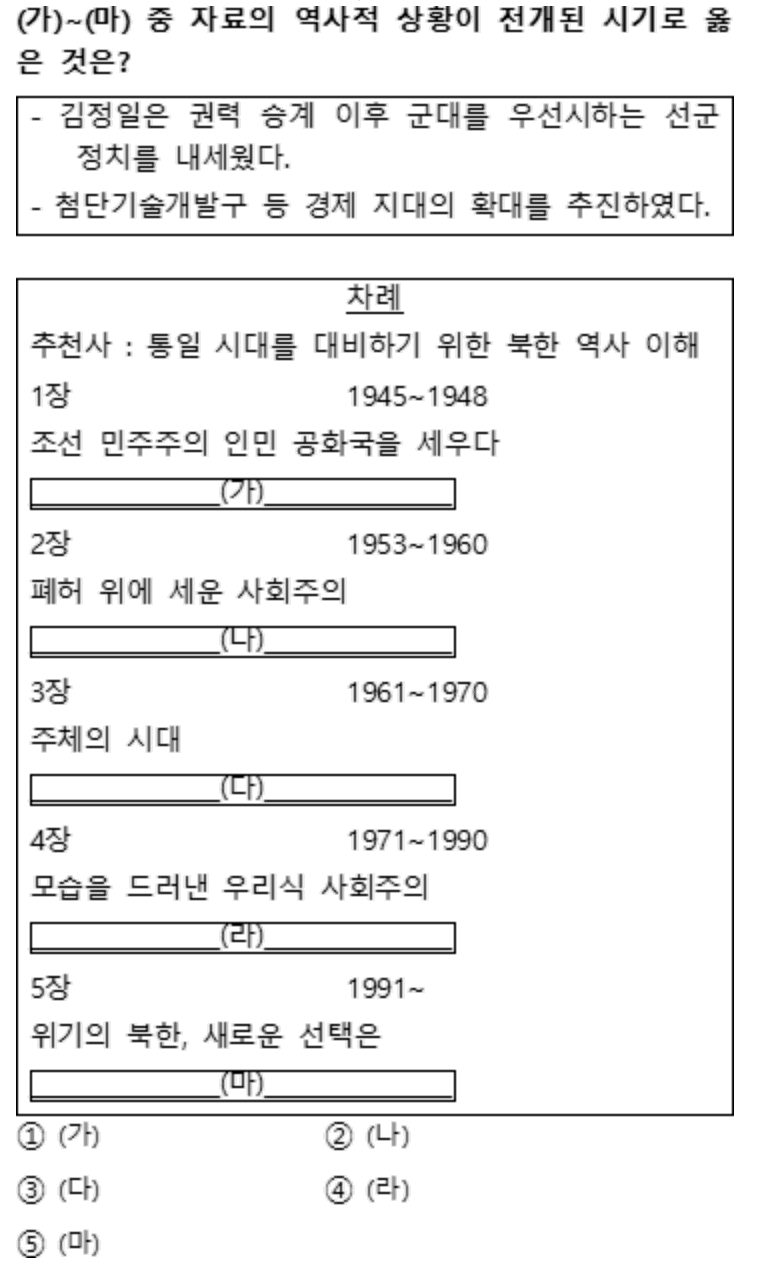 (가)~(마) 중 자료의 역사적 상황이 전개된 시기로 옳
은 것은?
- 김정일은 권력 승계 이후 군대를 우선시하는 선군
정치를 내세웠다.
- 첨단기술개발구 등 경제 지대의 확대를 추진하였다.
차례
추천사 : 통일 시대를 대비하기 위한 북한 역사 이해
1장 1945~1948
조선 민주주의 인민 공화국을 세우다
(가)
2장 1953~1960
폐허 위에 세운 사회주의
(나)
3장 1961~1970
주체의 시대
(다)
4장 1971~1990
모습을 드러낸 우리식 사회주의
(라)
5장 1991~
위기의 북한, 새로운 선택은
(마)
① (가) ② (나)
③ (다) ④ (라)
⑤ (마)